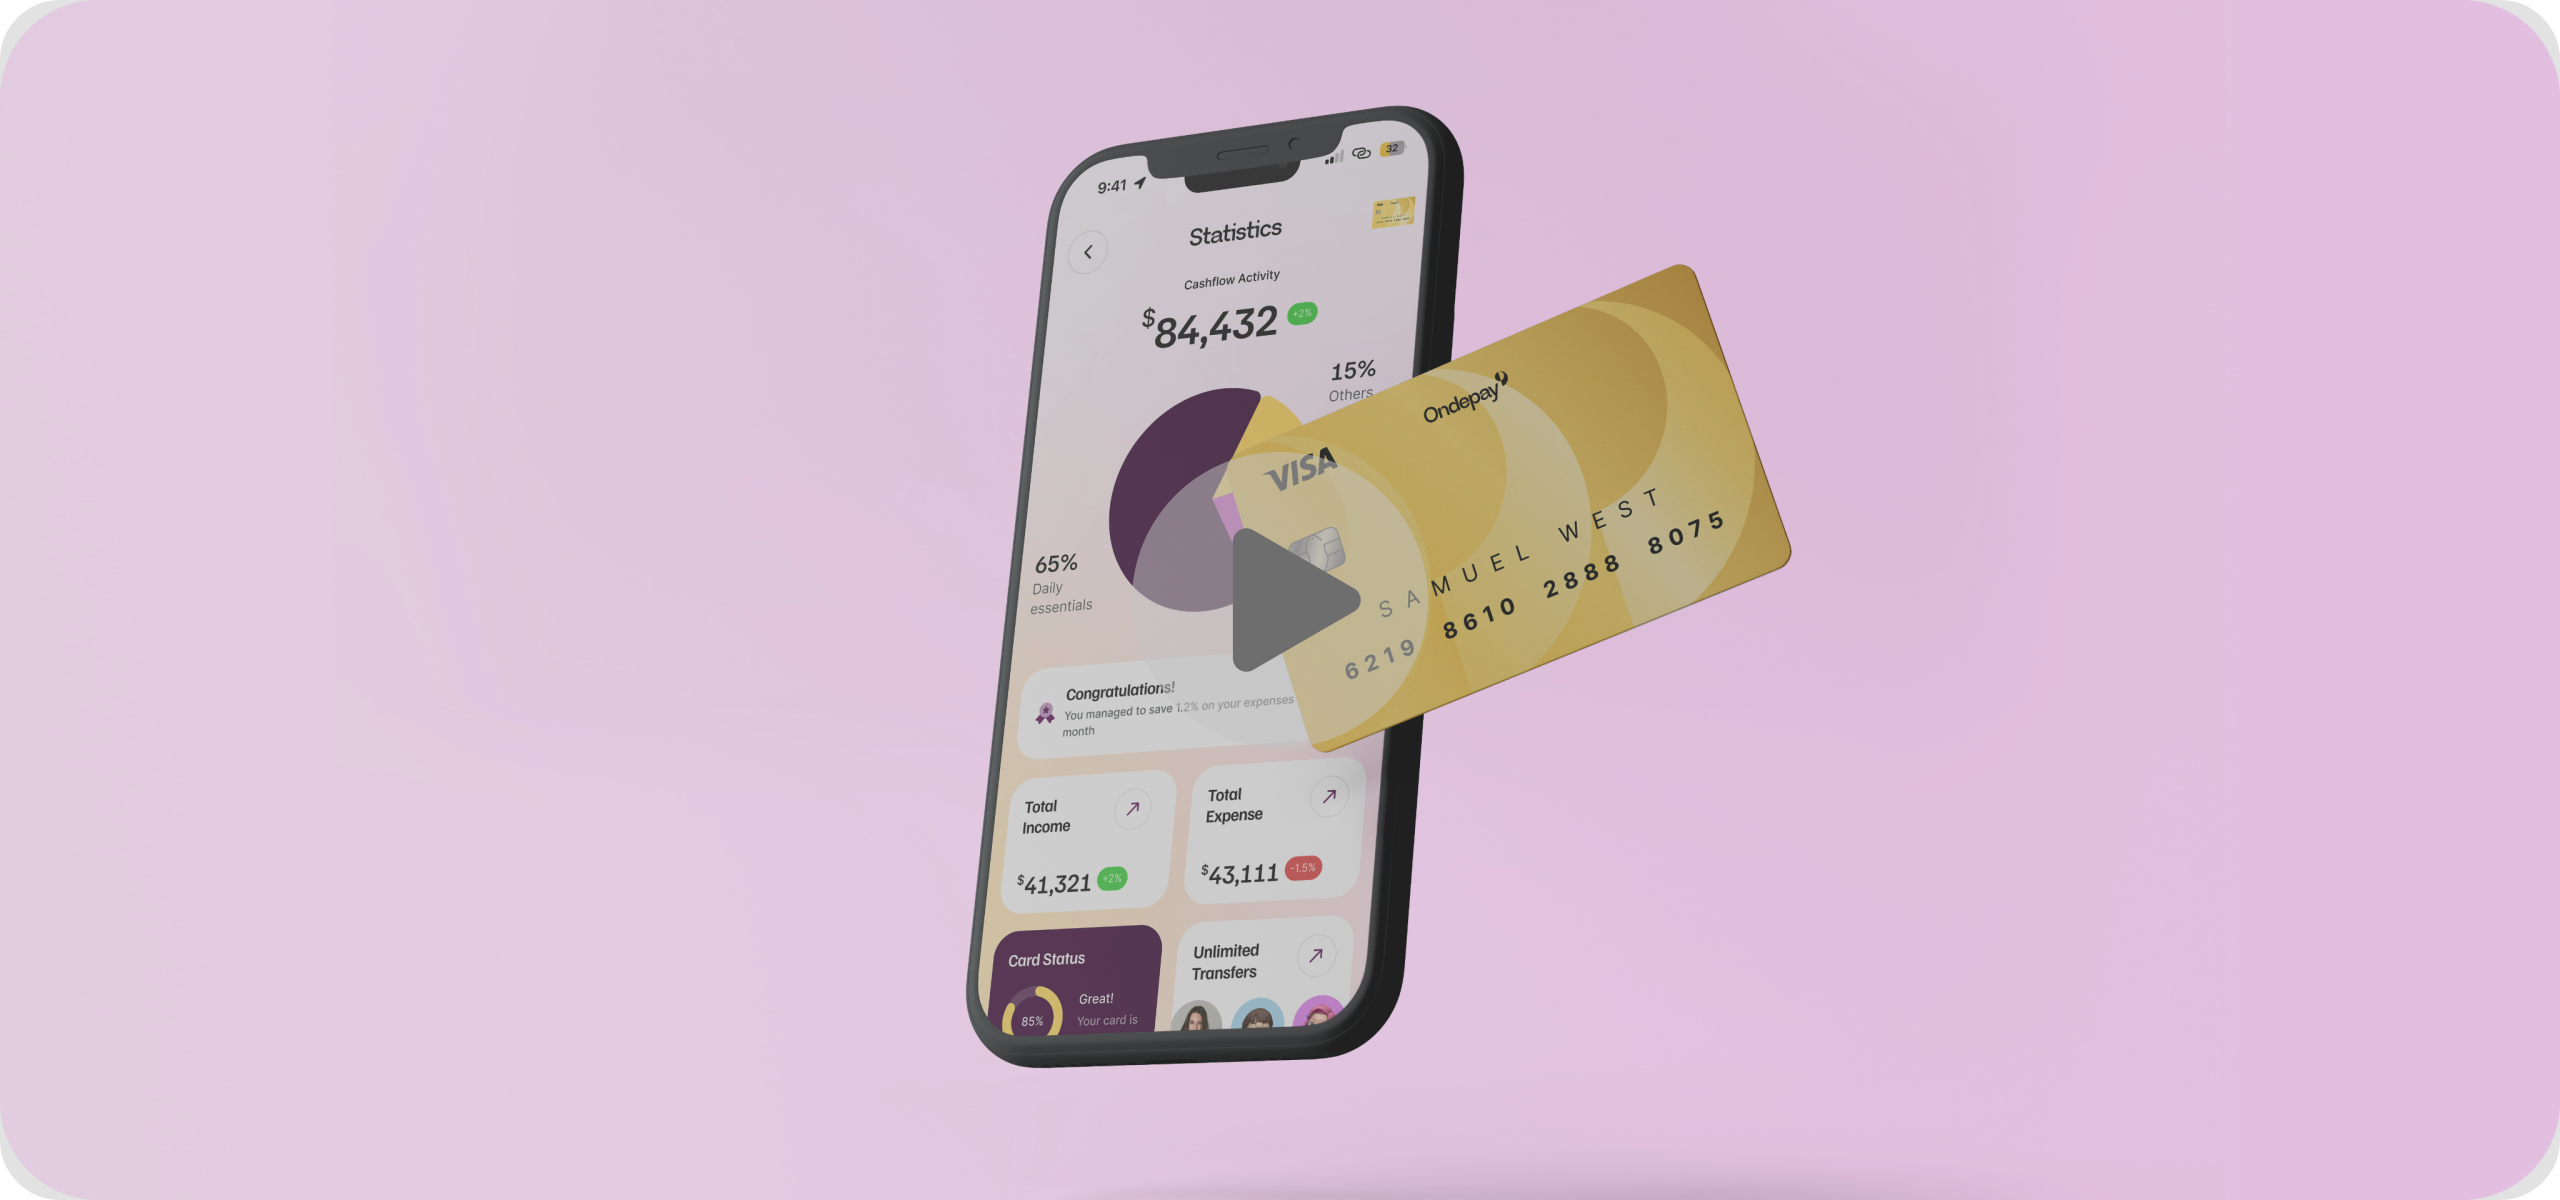 9:41
32
Statistics
Cashflow Activity
$84,432
+2%
15%
Others
65%
Daily
essentials
Ondepay
VISA
SAMUEL WEST
6219 8610 2888 8075
Congratulations!
You managed to save 1.2% on your expenses
month
Total
Income
$41,321
+2%
Total
Expense
$43,111
-1.5%
Card Status
85%
Great!
Your card is
Unlimited
Transfers